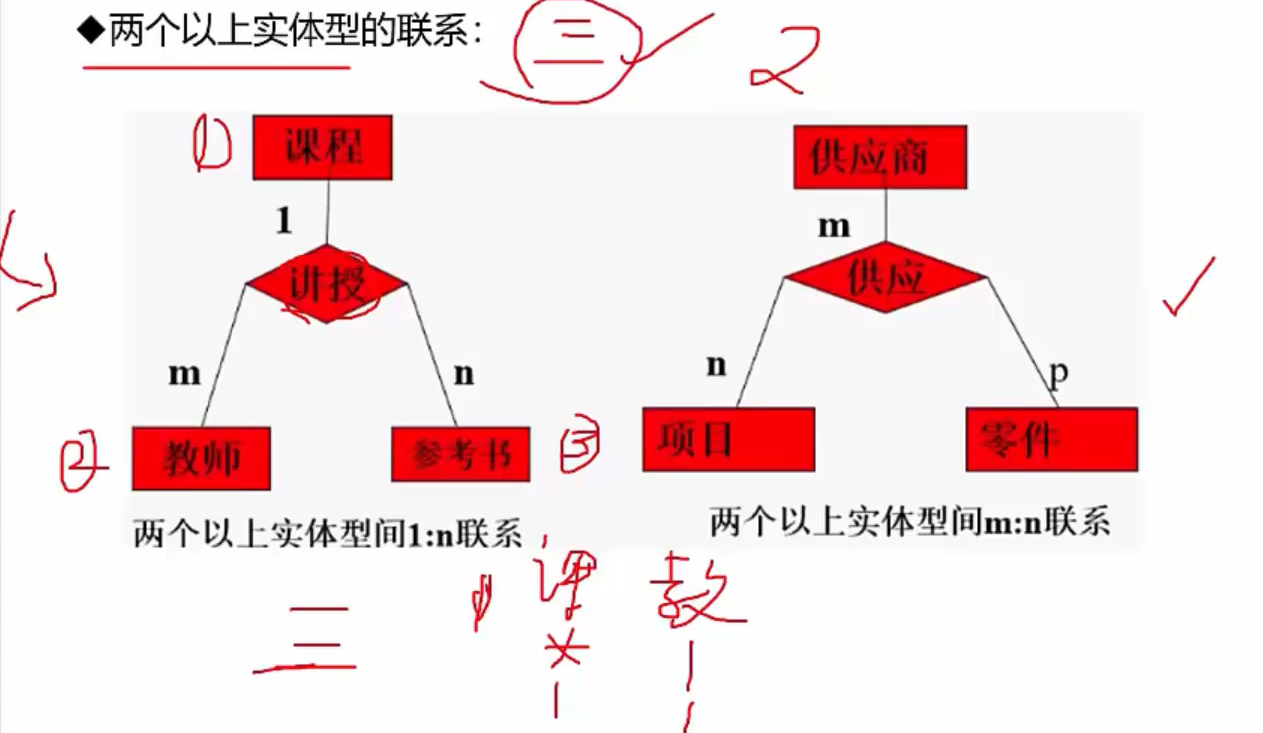 ◆两个以上实体型的联系： 三 2
① 课程 供应商
1 m
讲授 供应
m n n p
② 教师 参考书 ③ 项目 零件
两个以上实体型间1:n联系 两个以上实体型间m:n联系
课 教
三